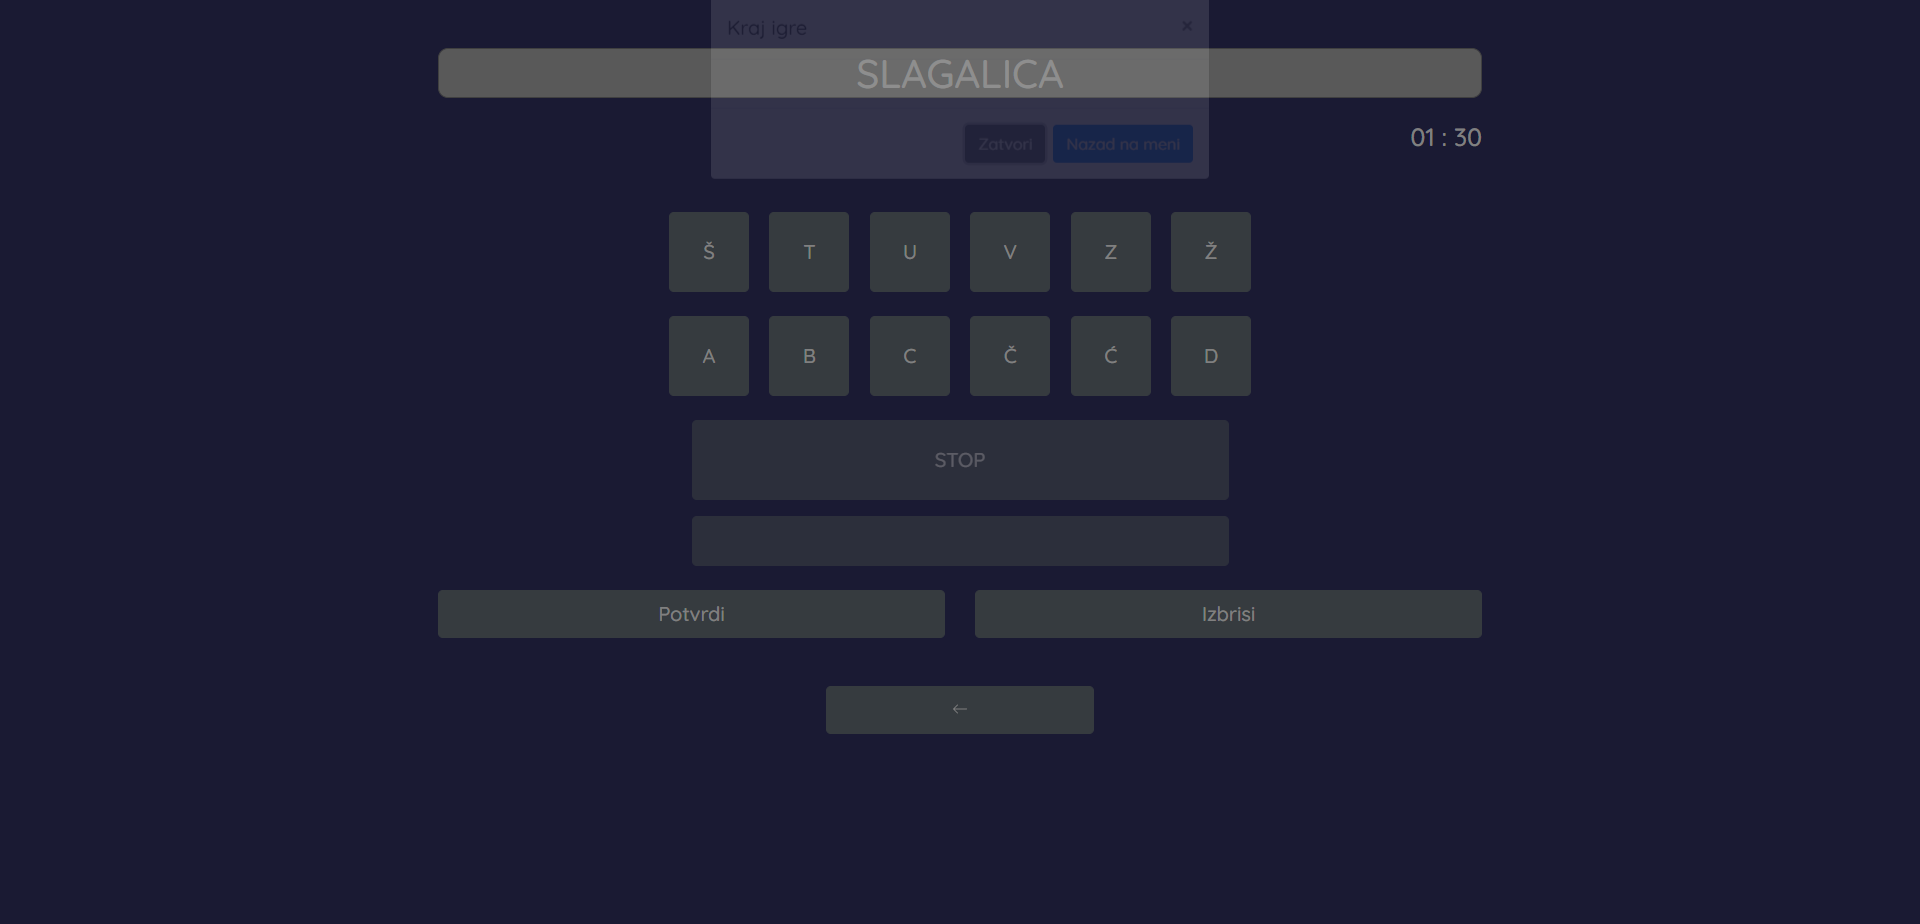 Kraj igre ×
SLAGALICA
Zatvori Nazad na meni
01 : 30
Š T U V Z Ž
A B C Č Ć D
STOP
Potvrdi Izbrisi
←